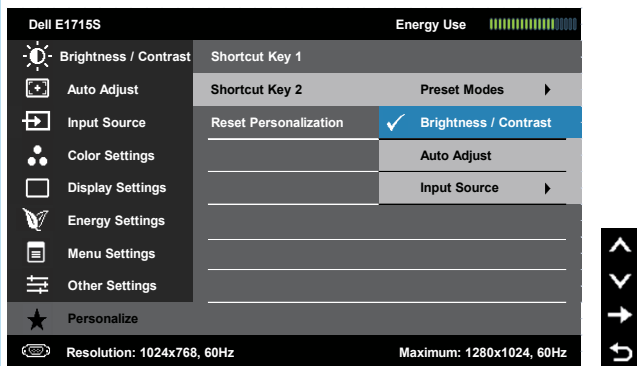 Dell E1715S Energy Use
Brightness / Contrast Shortcut Key 1
Auto Adjust Shortcut Key 2 Preset Modes
Input Source Reset Personalization Brightness / Contrast
Color Settings Auto Adjust
Display Settings Input Source
Energy Settings
Menu Settings
Other Settings
Personalize
Resolution: 1024x768, 60Hz Maximum: 1280x1024, 60Hz